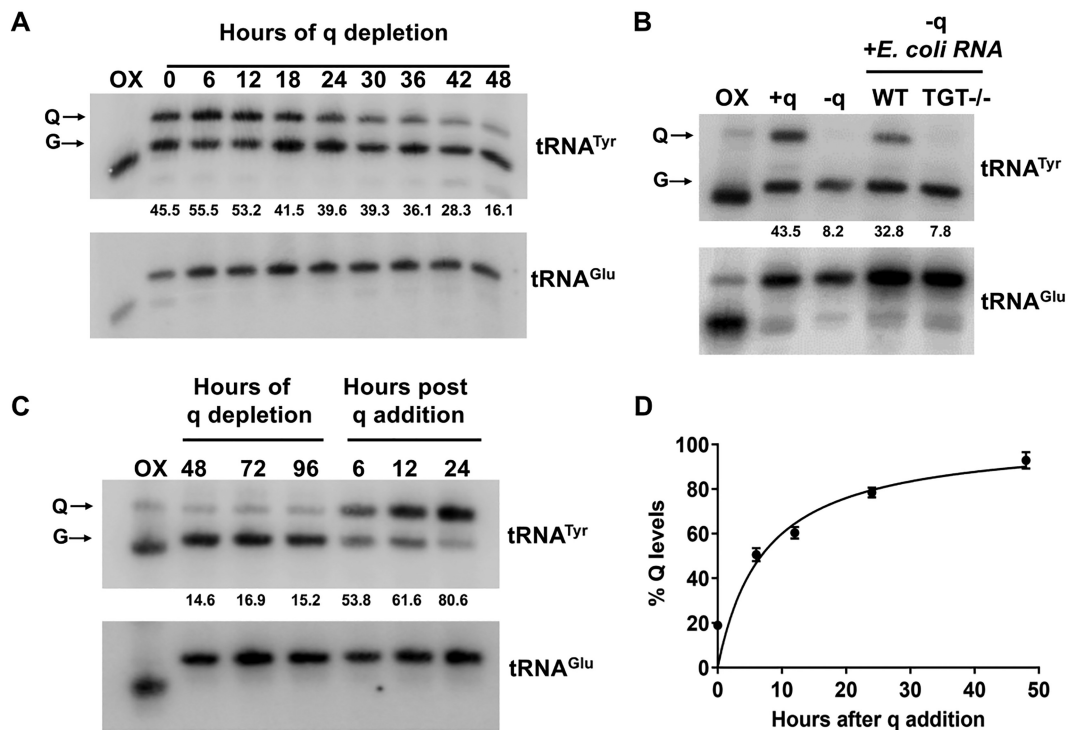 A
Hours of q depletion
OX 0 6 12 18 24 30 36 42 48
Q→
G→
tRNA^Tyr
45.5 55.5 53.2 41.5 39.6 39.3 36.1 28.3 16.1
tRNA^Glu
B
-q
+E. coli RNA
OX +q -q WT TGT-/-
Q→
G→
tRNA^Tyr
43.5 8.2 32.8 7.8
tRNA^Glu
C
Hours of
q depletion
Hours post
q addition
OX 48 72 96 6 12 24
Q→
G→
tRNA^Tyr
14.6 16.9 15.2 53.8 61.6 80.6
tRNA^Glu
D
100
80
60
40
20
0
% Q levels
0 10 20 30 40 50
Hours after q addition